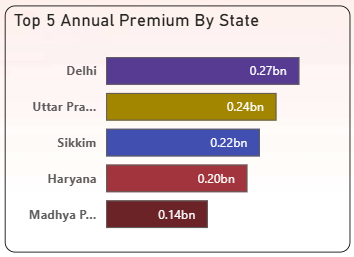 Top 5 Annual Premium By State
Delhi 0.27bn
Uttar Pra... 0.24bn
Sikkim 0.22bn
Haryana 0.20bn
Madhya P... 0.14bn